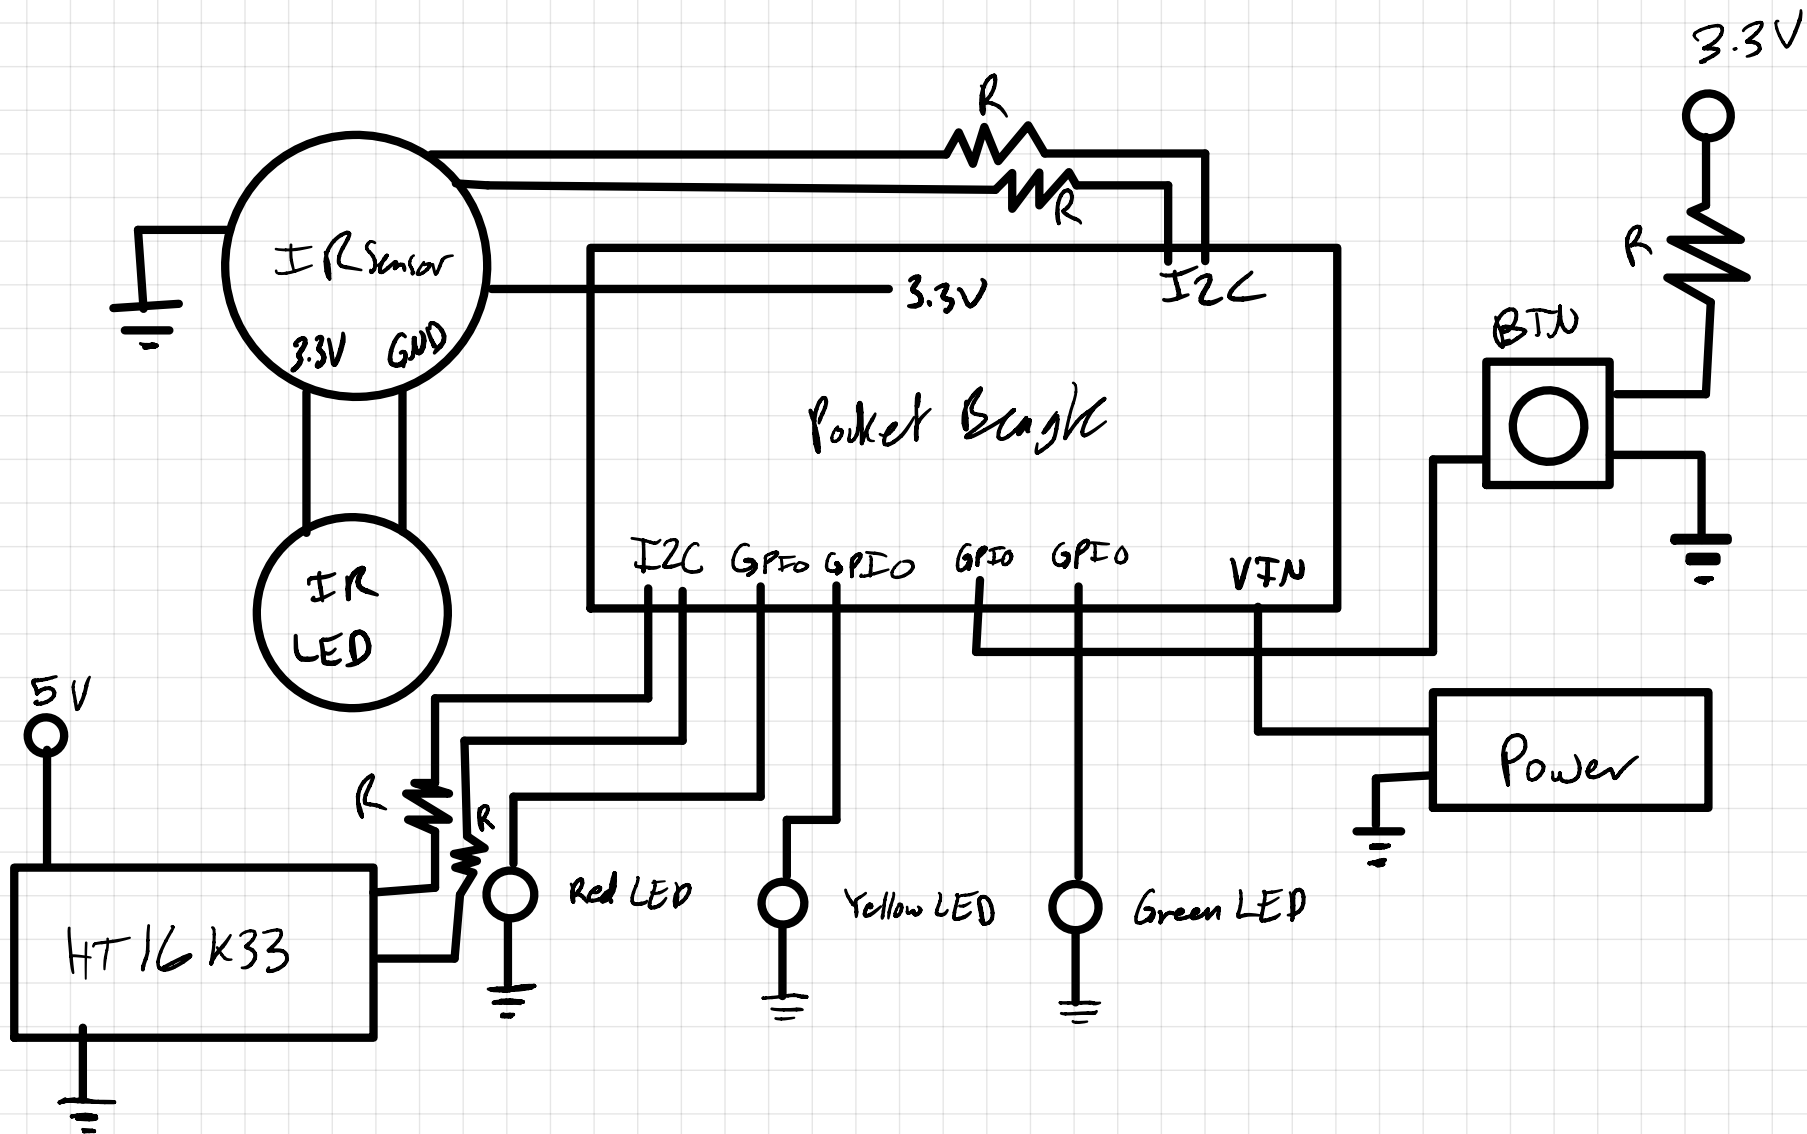 3.3V
R
R
R
IR Sensor
3.3V
I2C
BTN
3.3V GND
Pocket Beagle
I2C GPIO GPIO GPIO GPIO VIN
IR
LED
5V
Power
R
R
Red LED
Yellow LED
Green LED
HT16K33